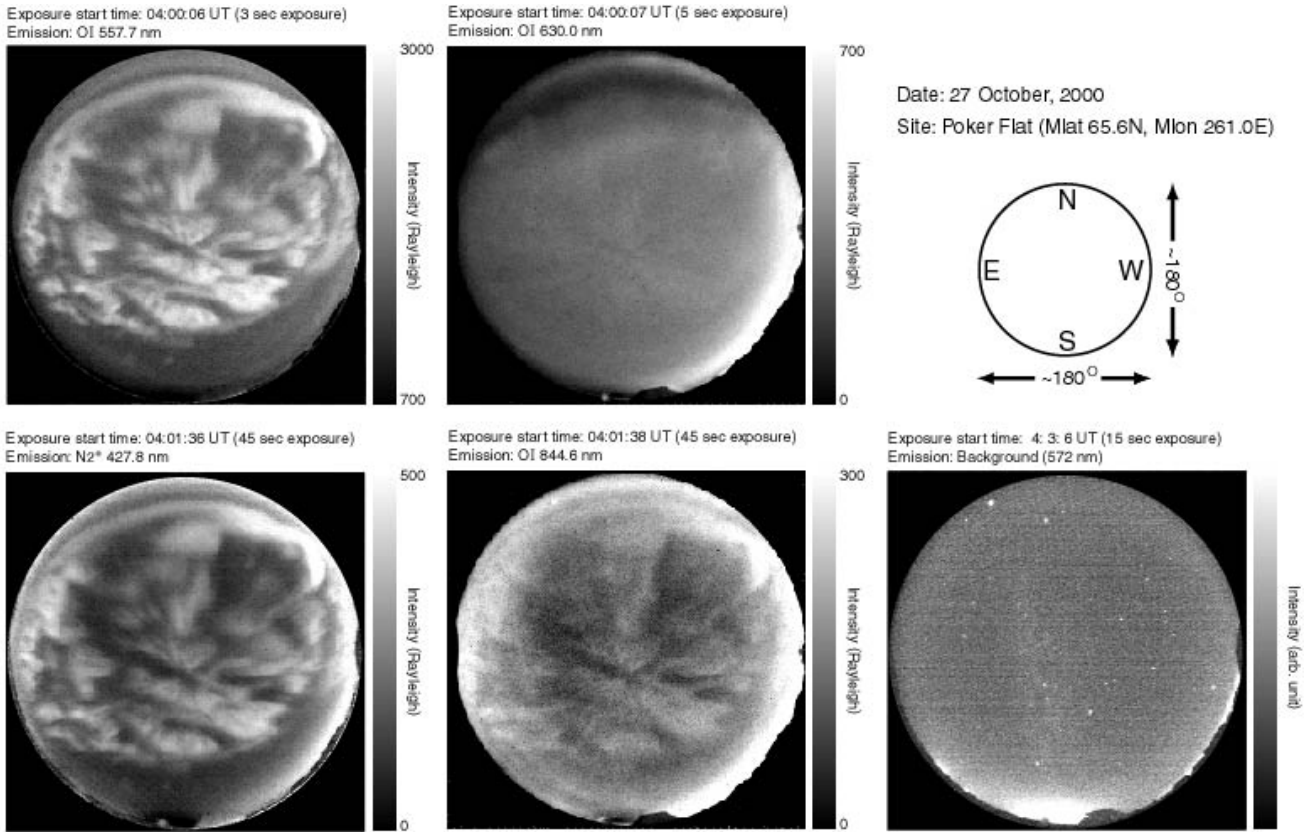 Exposure start time: 04:00:06 UT (3 sec exposure)
Emission: OI 557.7 nm
3000
Intensity (Rayleigh)
700
Exposure start time: 04:00:07 UT (5 sec exposure)
Emission: OI 630.0 nm
700
Intensity (Rayleigh)
0
Date: 27 October, 2000
Site: Poker Flat (Mlat 65.6N, Mlon 261.0E)
N
E
W
S
~180°
~180°
Exposure start time: 04:01:36 UT (45 sec exposure)
Emission: N2⁺ 427.8 nm
500
Intensity (Rayleigh)
0
Exposure start time: 04:01:38 UT (45 sec exposure)
Emission: OI 844.6 nm
300
Intensity (Rayleigh)
0
Exposure start time: 4: 3: 6 UT (15 sec exposure)
Emission: Background (572 nm)
Intensity (arb. unit)